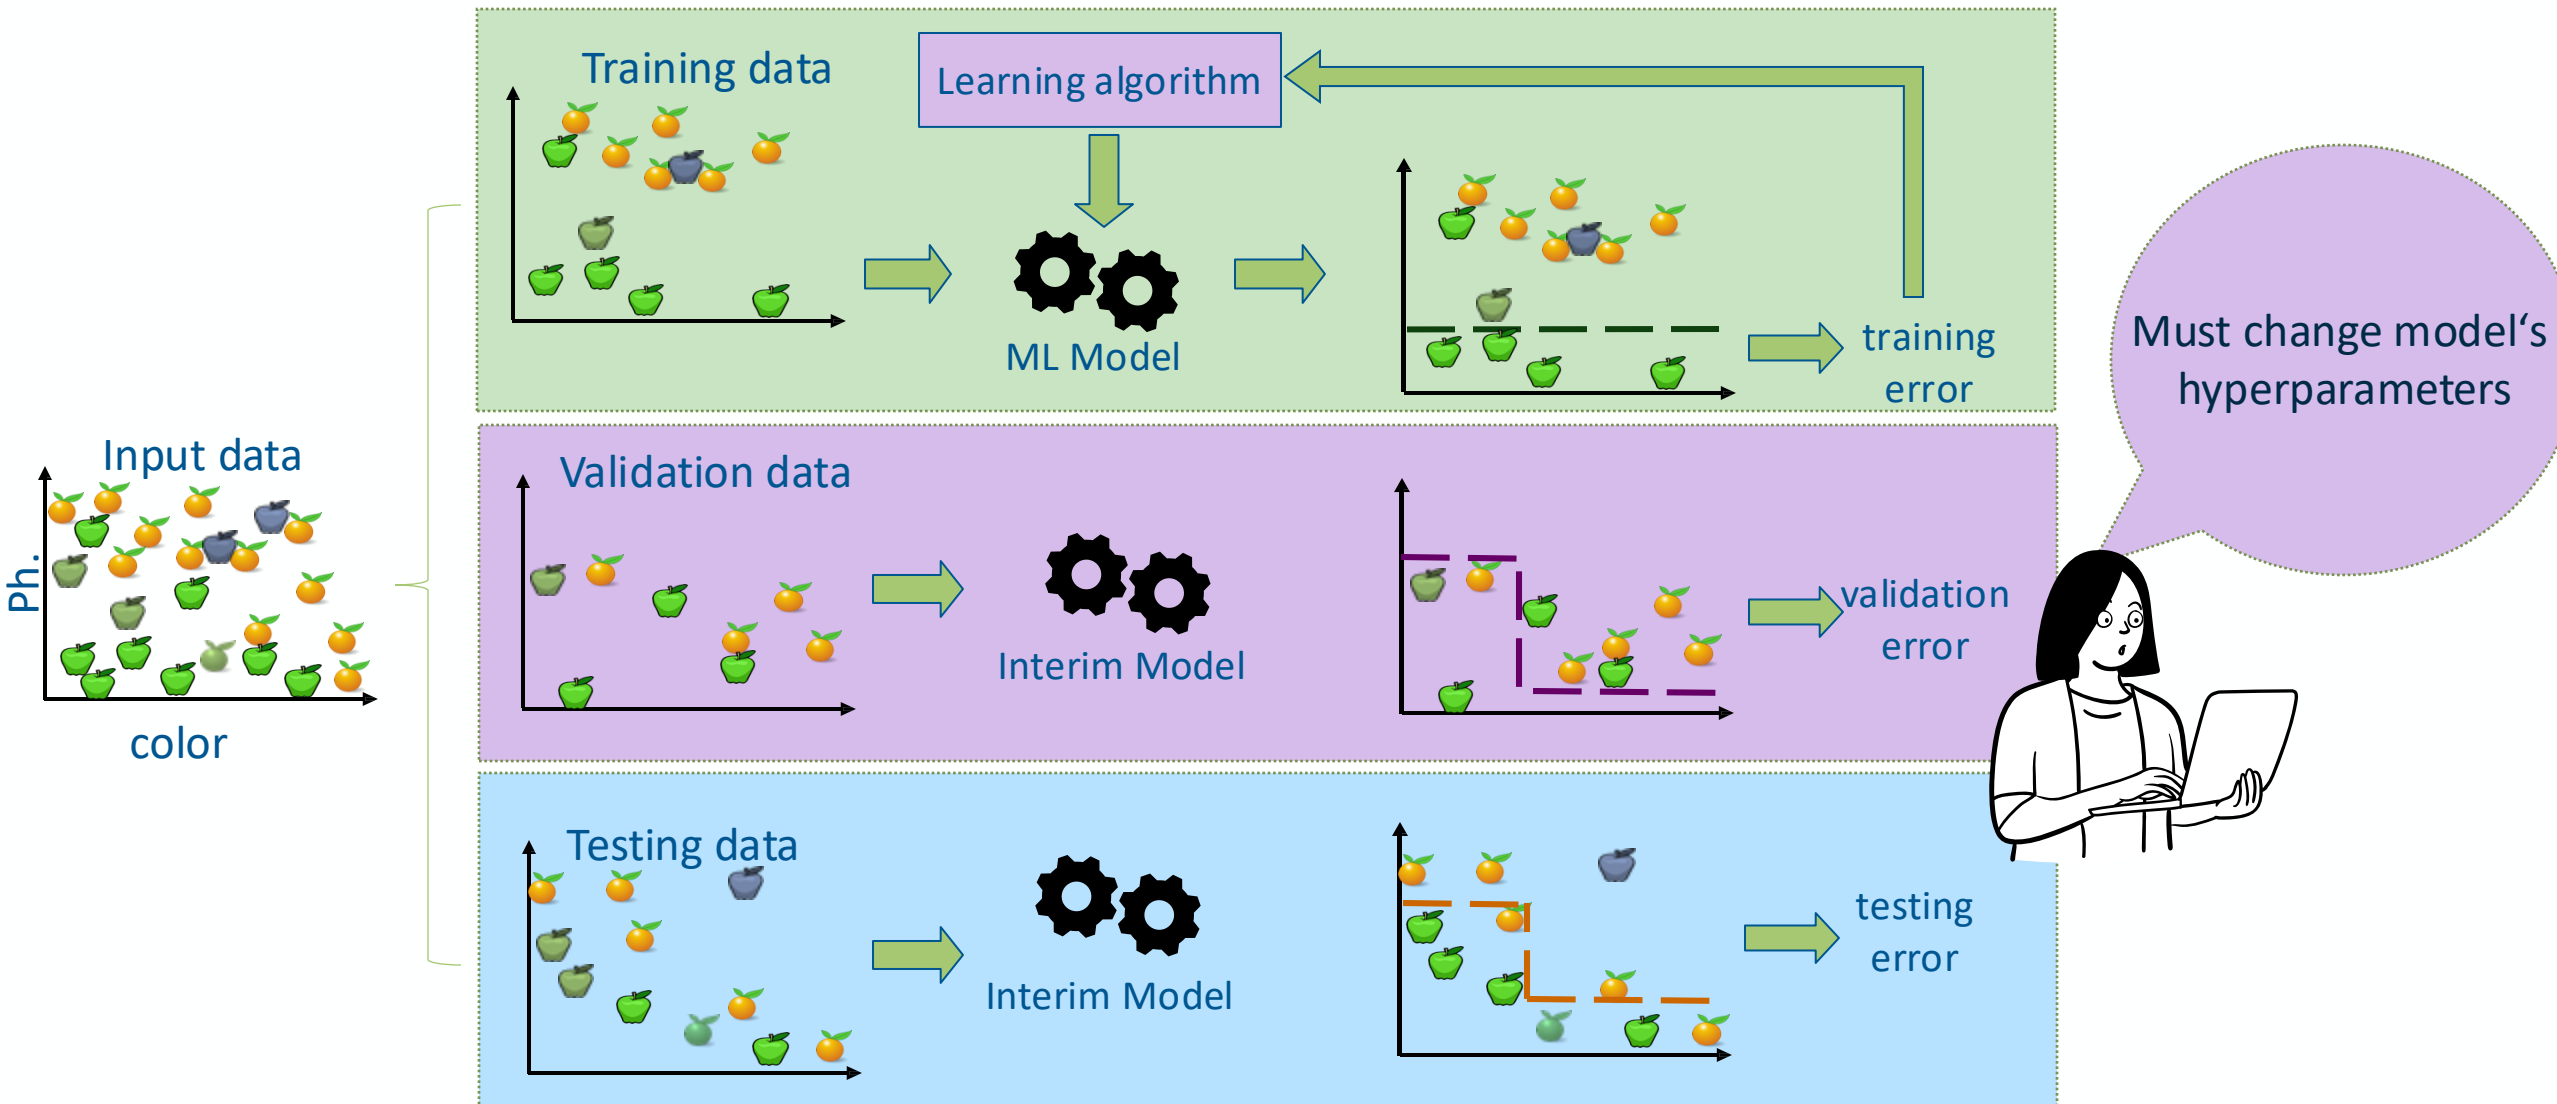 Input data
Ph.
color
Training data
Learning algorithm
ML Model
training
error
Validation data
Interim Model
validation
error
Testing data
Interim Model
testing
error
Must change model‘s
hyperparameters